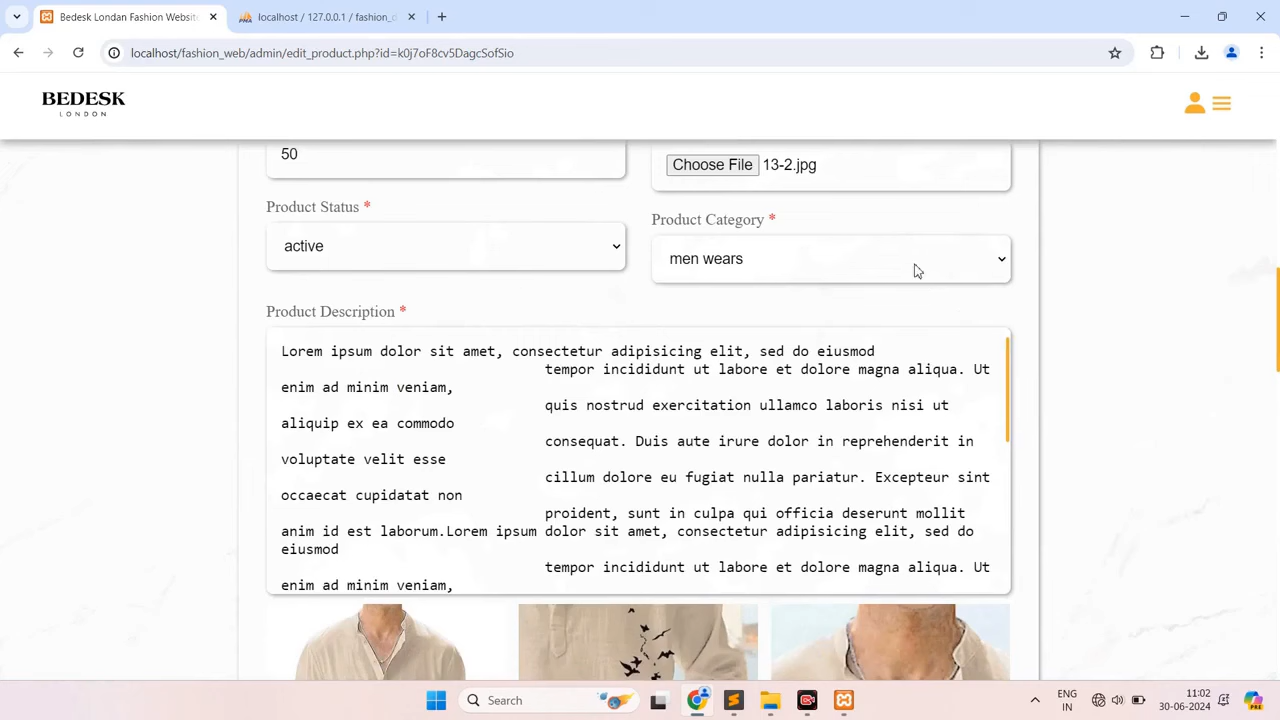 Bedesk Londan Fashion Website
localhost / 127.0.0.1 / fashion_d
localhost/fashion_web/admin/edit_product.php?id=k0j7oF8cv5DagcSofSio
BEDESK
LONDON
50
Choose File 13-2.jpg
Product Status *
Product Category *
active
men wears
Product Description *
Lorem ipsum dolor sit amet, consectetur adipisicing elit, sed do eiusmod
tempor incididunt ut labore et dolore magna aliqua. Ut
enim ad minim veniam,
quis nostrud exercitation ullamco laboris nisi ut
aliquip ex ea commodo
consequat. Duis aute irure dolor in reprehenderit in
voluptate velit esse
cillum dolore eu fugiat nulla pariatur. Excepteur sint
occaecat cupidatat non
proident, sunt in culpa qui officia deserunt mollit
anim id est laborum.Lorem ipsum dolor sit amet, consectetur adipisicing elit, sed do
eiusmod
tempor incididunt ut labore et dolore magna aliqua. Ut
enim ad minim veniam,
Search
ENG
IN
11:02
30-06-2024